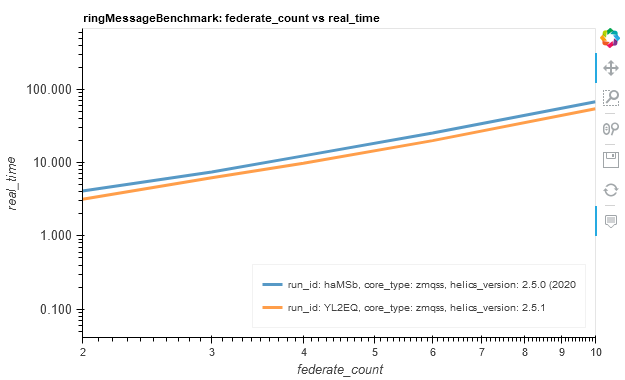 ringMessageBenchmark: federate_count vs real_time
100.000
10.000
1.000
0.100
real_time
run_id: haMSb, core_type: zmqss, helics_version: 2.5.0 (2020
run_id: YL2EQ, core_type: zmqss, helics_version: 2.5.1
2 3 4 5 6 7 8 9 10
federate_count